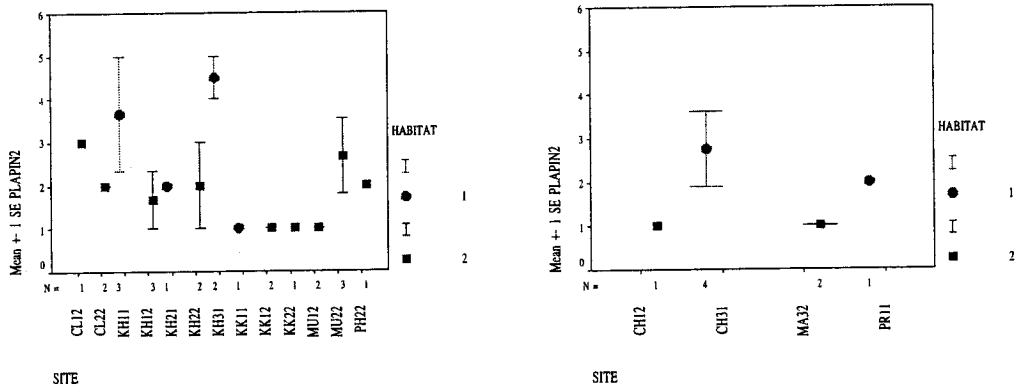 6
5
4
3
2
1
0
Mean +- 1 SE PLAPIN2
N = 1 2 3 3 1 2 2 1 2 1 2 3 1
CL12 CL22 KH11 KH12 KH21 KH22 KH31 KK11 KK12 KK22 MU12 MU22 PH22
SITE
HABITAT
1
2
6
5
4
3
2
1
0
Mean +- 1 SE PLAPIN2
N = 1 4 2 1
CH12 CH31 MA32 PR11
SITE
HABITAT
1
2